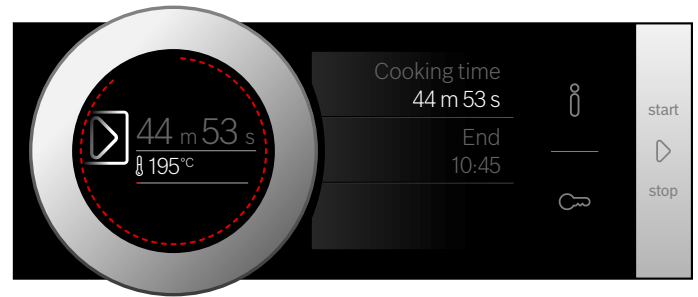 44 m 53 s
195°C
Cooking time
44 m 53 s
End
10:45
start
stop